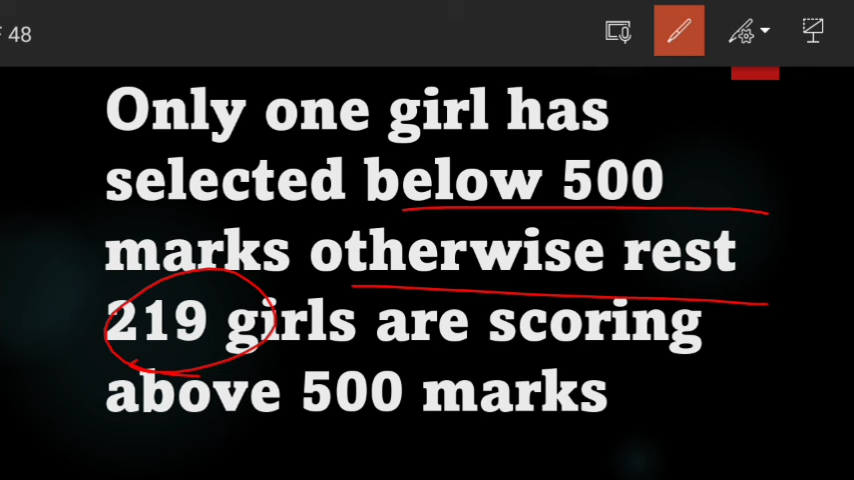 48
Only one girl has
selected below 500
marks otherwise rest
219 girls are scoring
above 500 marks